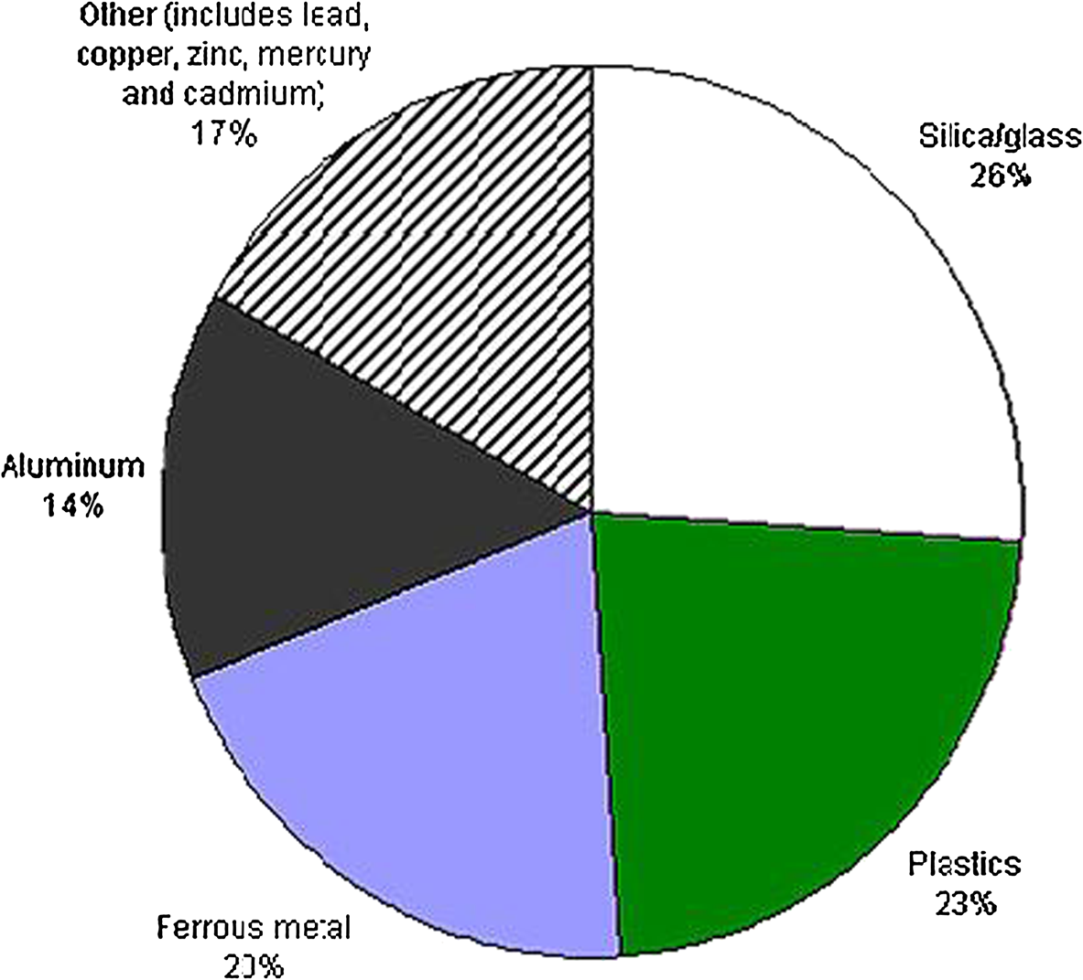 Other (includes lead,
copper, zinc, mercury
and cadmium)
17%
Silica/glass
26%
Aluminum
14%
Plastics
23%
Ferrous metal
20%